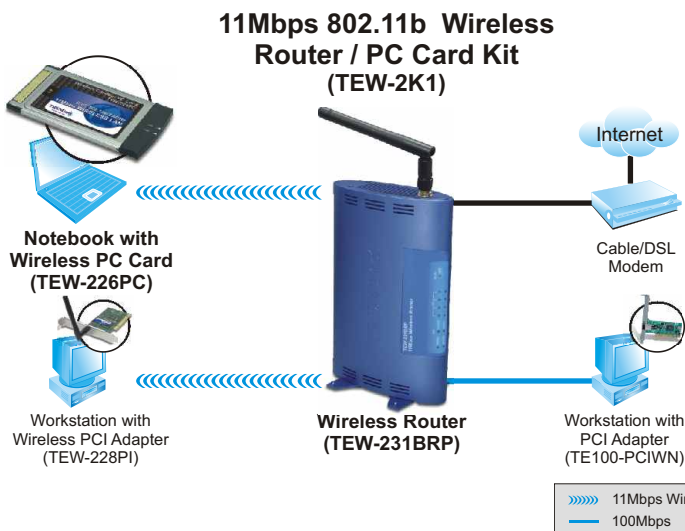 11Mbps 802.11b Wireless
Router / PC Card Kit
(TEW-2K1)
Internet
Notebook with
Wireless PC Card
(TEW-226PC)
Cable/DSL
Modem
Workstation with
Wireless PCI Adapter
(TEW-228PI)
Wireless Router
(TEW-231BRP)
Workstation with
PCI Adapter
(TE100-PCIWN)
11Mbps Wir
100Mbps